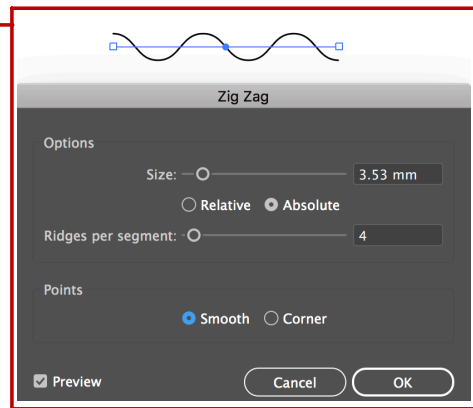 Zig Zag
Options
Size: 3.53 mm
Relative Absolute
Ridges per segment: 4
Points
Smooth Corner
Preview Cancel OK